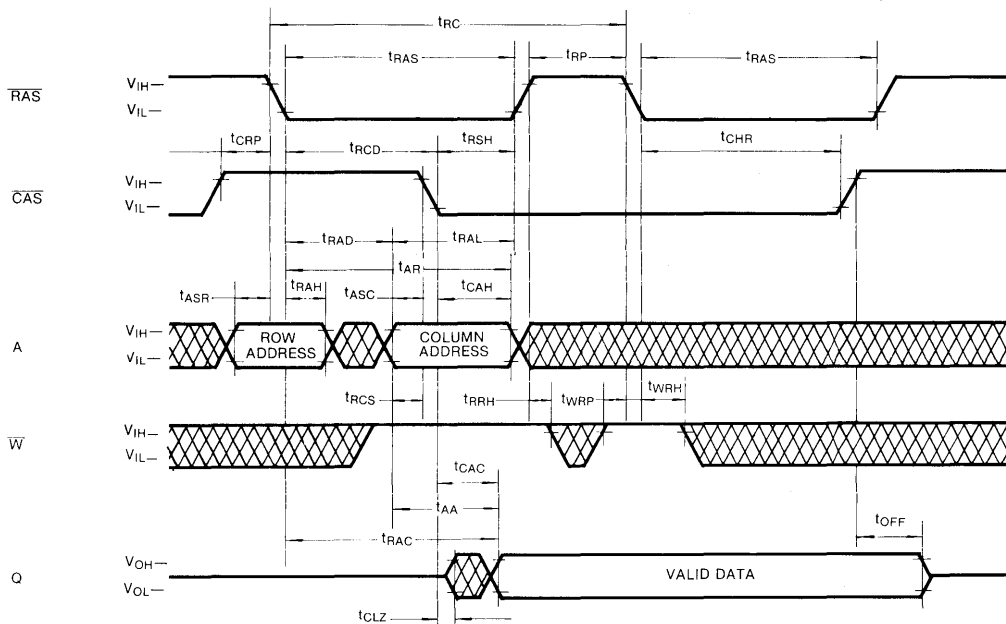 tRC
tRAS tRP tRAS
RAS VIH
VIL
tCRP tRCD tRSH tCHR
CAS VIH
VIL
tRAD tRAL
tAR
tASR tRAH tASC tCAH
A VIH
VIL
ROW ADDRESS
COLUMN ADDRESS
tRCS tRRH tWRP tWRH
W VIH
VIL
tCAC
tAA
tRAC tOFF
Q VOH
VOL
VALID DATA
tCLZ